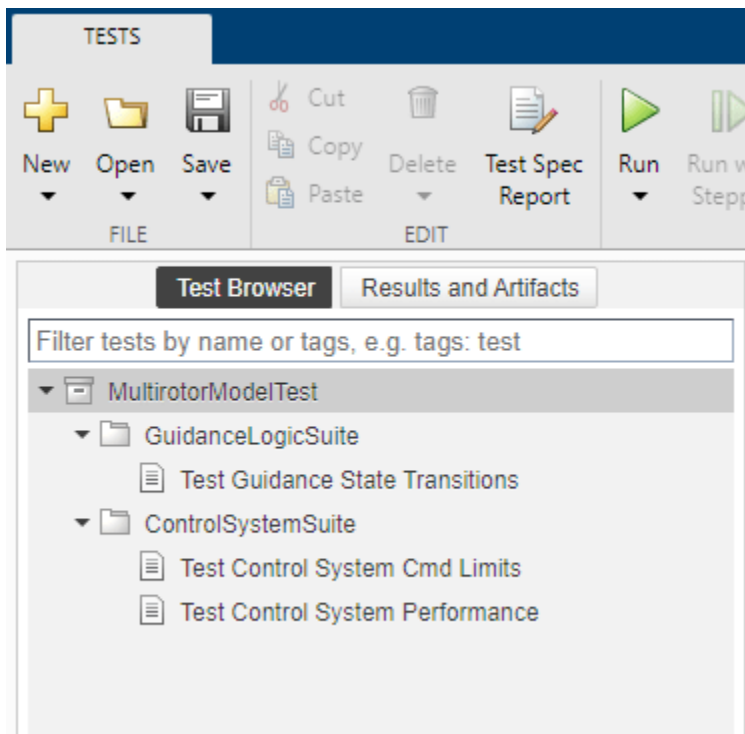 TESTS
New
Open
Save
Cut
Copy
Paste
Delete
Test Spec
Report
Run
Run
FILE
EDIT
Test Browser
Results and Artifacts
Filter tests by name or tags, e.g. tags: test
MultirotorModelTest
GuidanceLogicSuite
Test Guidance State Transitions
ControlSystemSuite
Test Control System Cmd Limits
Test Control System Performance